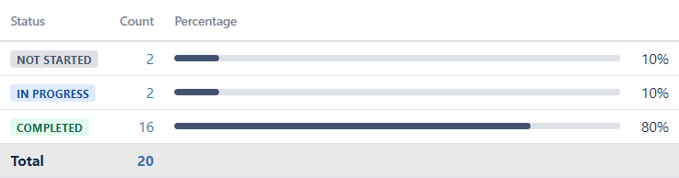 Status Count Percentage
NOT STARTED 2 10%
IN PROGRESS 2 10%
COMPLETED 16 80%
Total 20